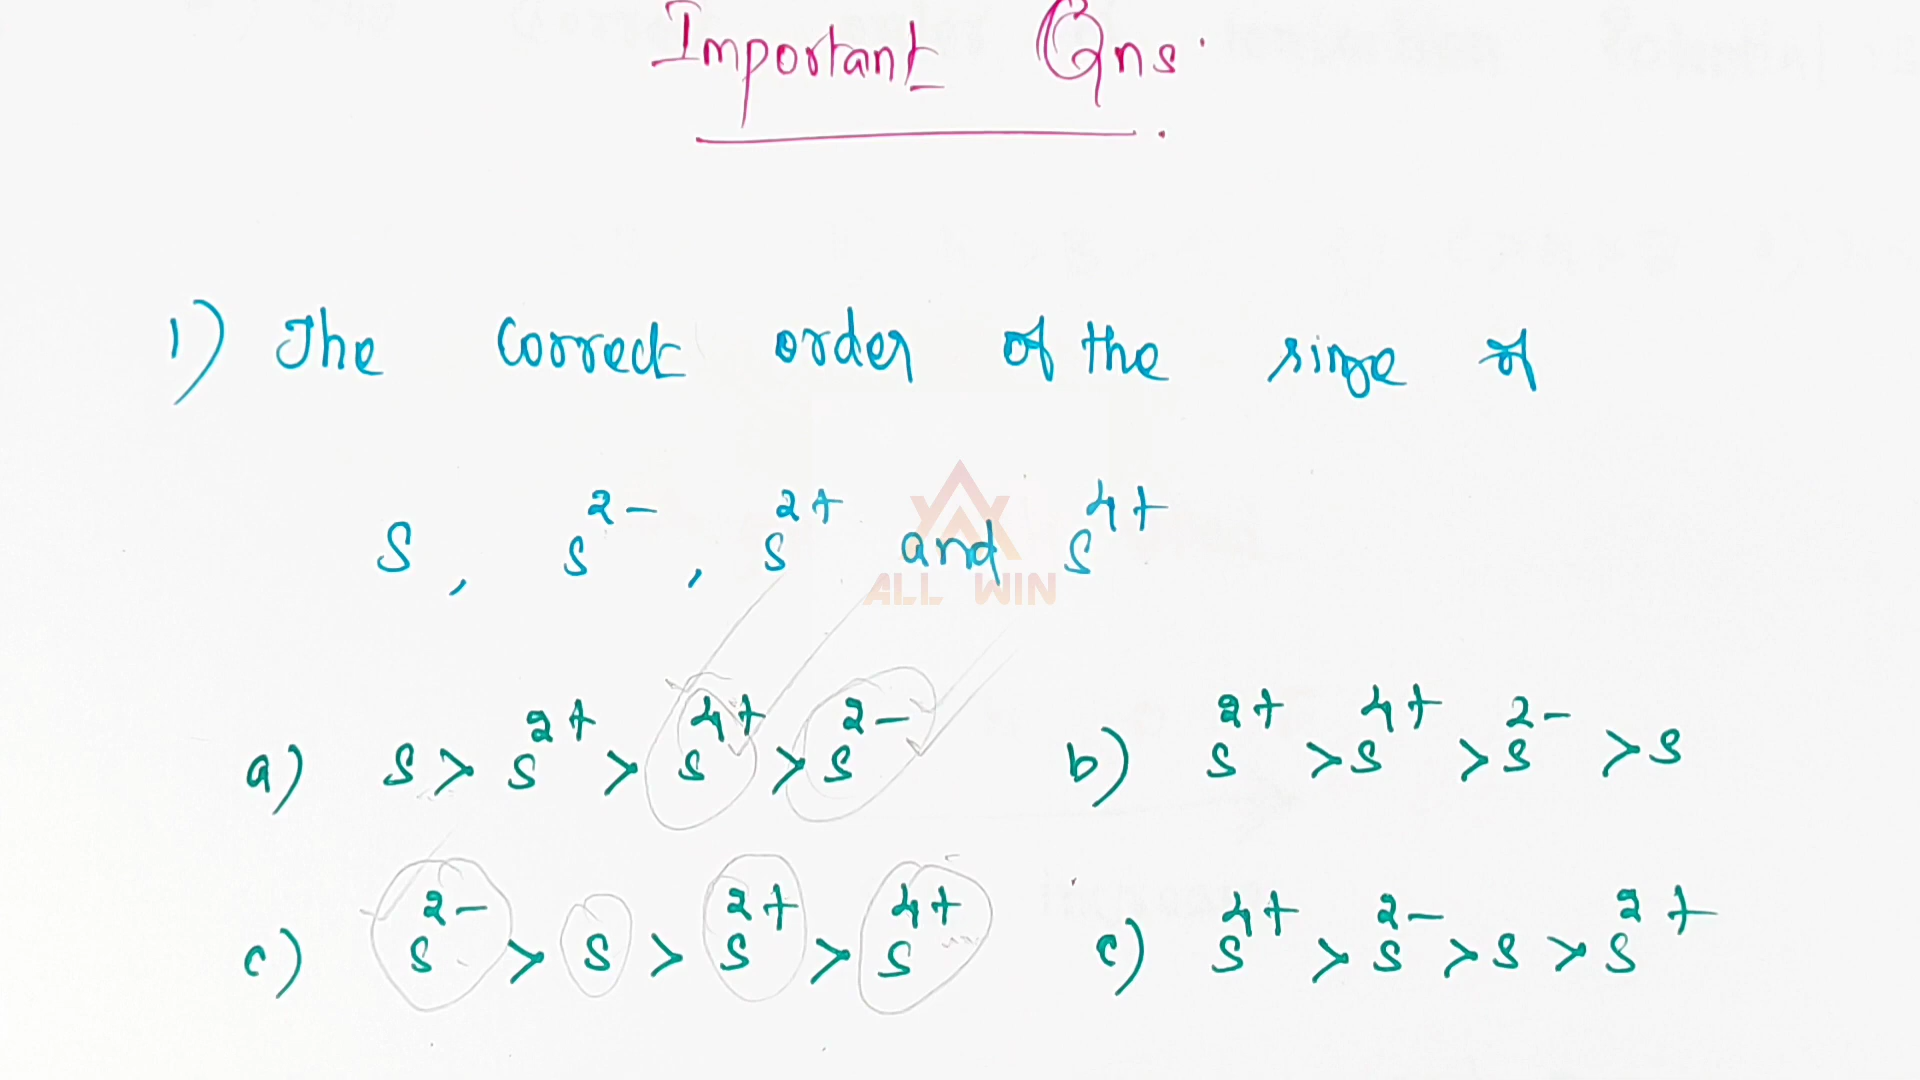 Important Qns.
1) The correct order of the size of
S, S²⁻, S²⁺ and S⁴⁺
ALL WIN
a) S > S²⁺ > S⁴⁺ > S²⁻
b) S²⁺ > S⁴⁺ > S²⁻ > S
c) S²⁻ > S > S²⁺ > S⁴⁺
c) S⁴⁺ > S²⁻ > S > S²⁺